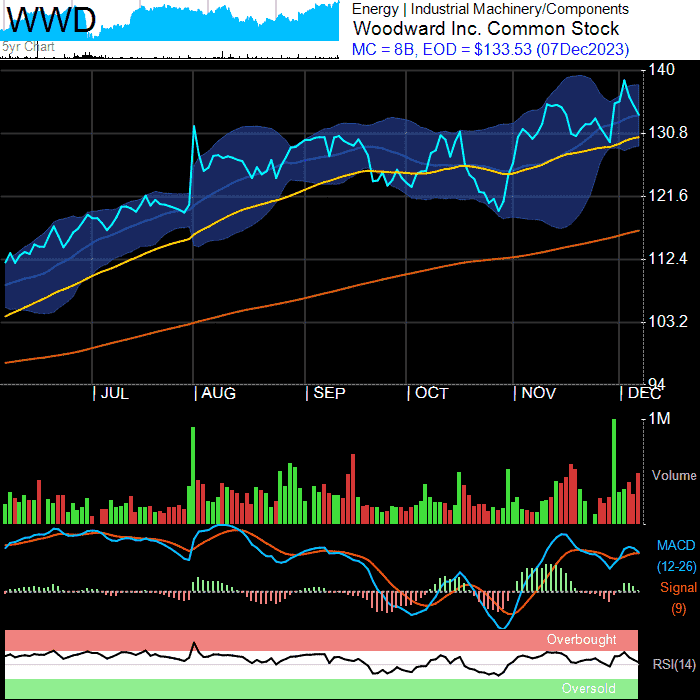 WWD
5yr Chart
Energy | Industrial Machinery/Components
Woodward Inc. Common Stock
MC = 8B, EOD = $133.53 (07Dec2023)
140
130.8
121.6
112.4
103.2
94
JUL AUG SEP OCT NOV DEC
1M
Volume
MACD
(12-26)
Signal
(9)
Overbought
RSI(14)
Oversold